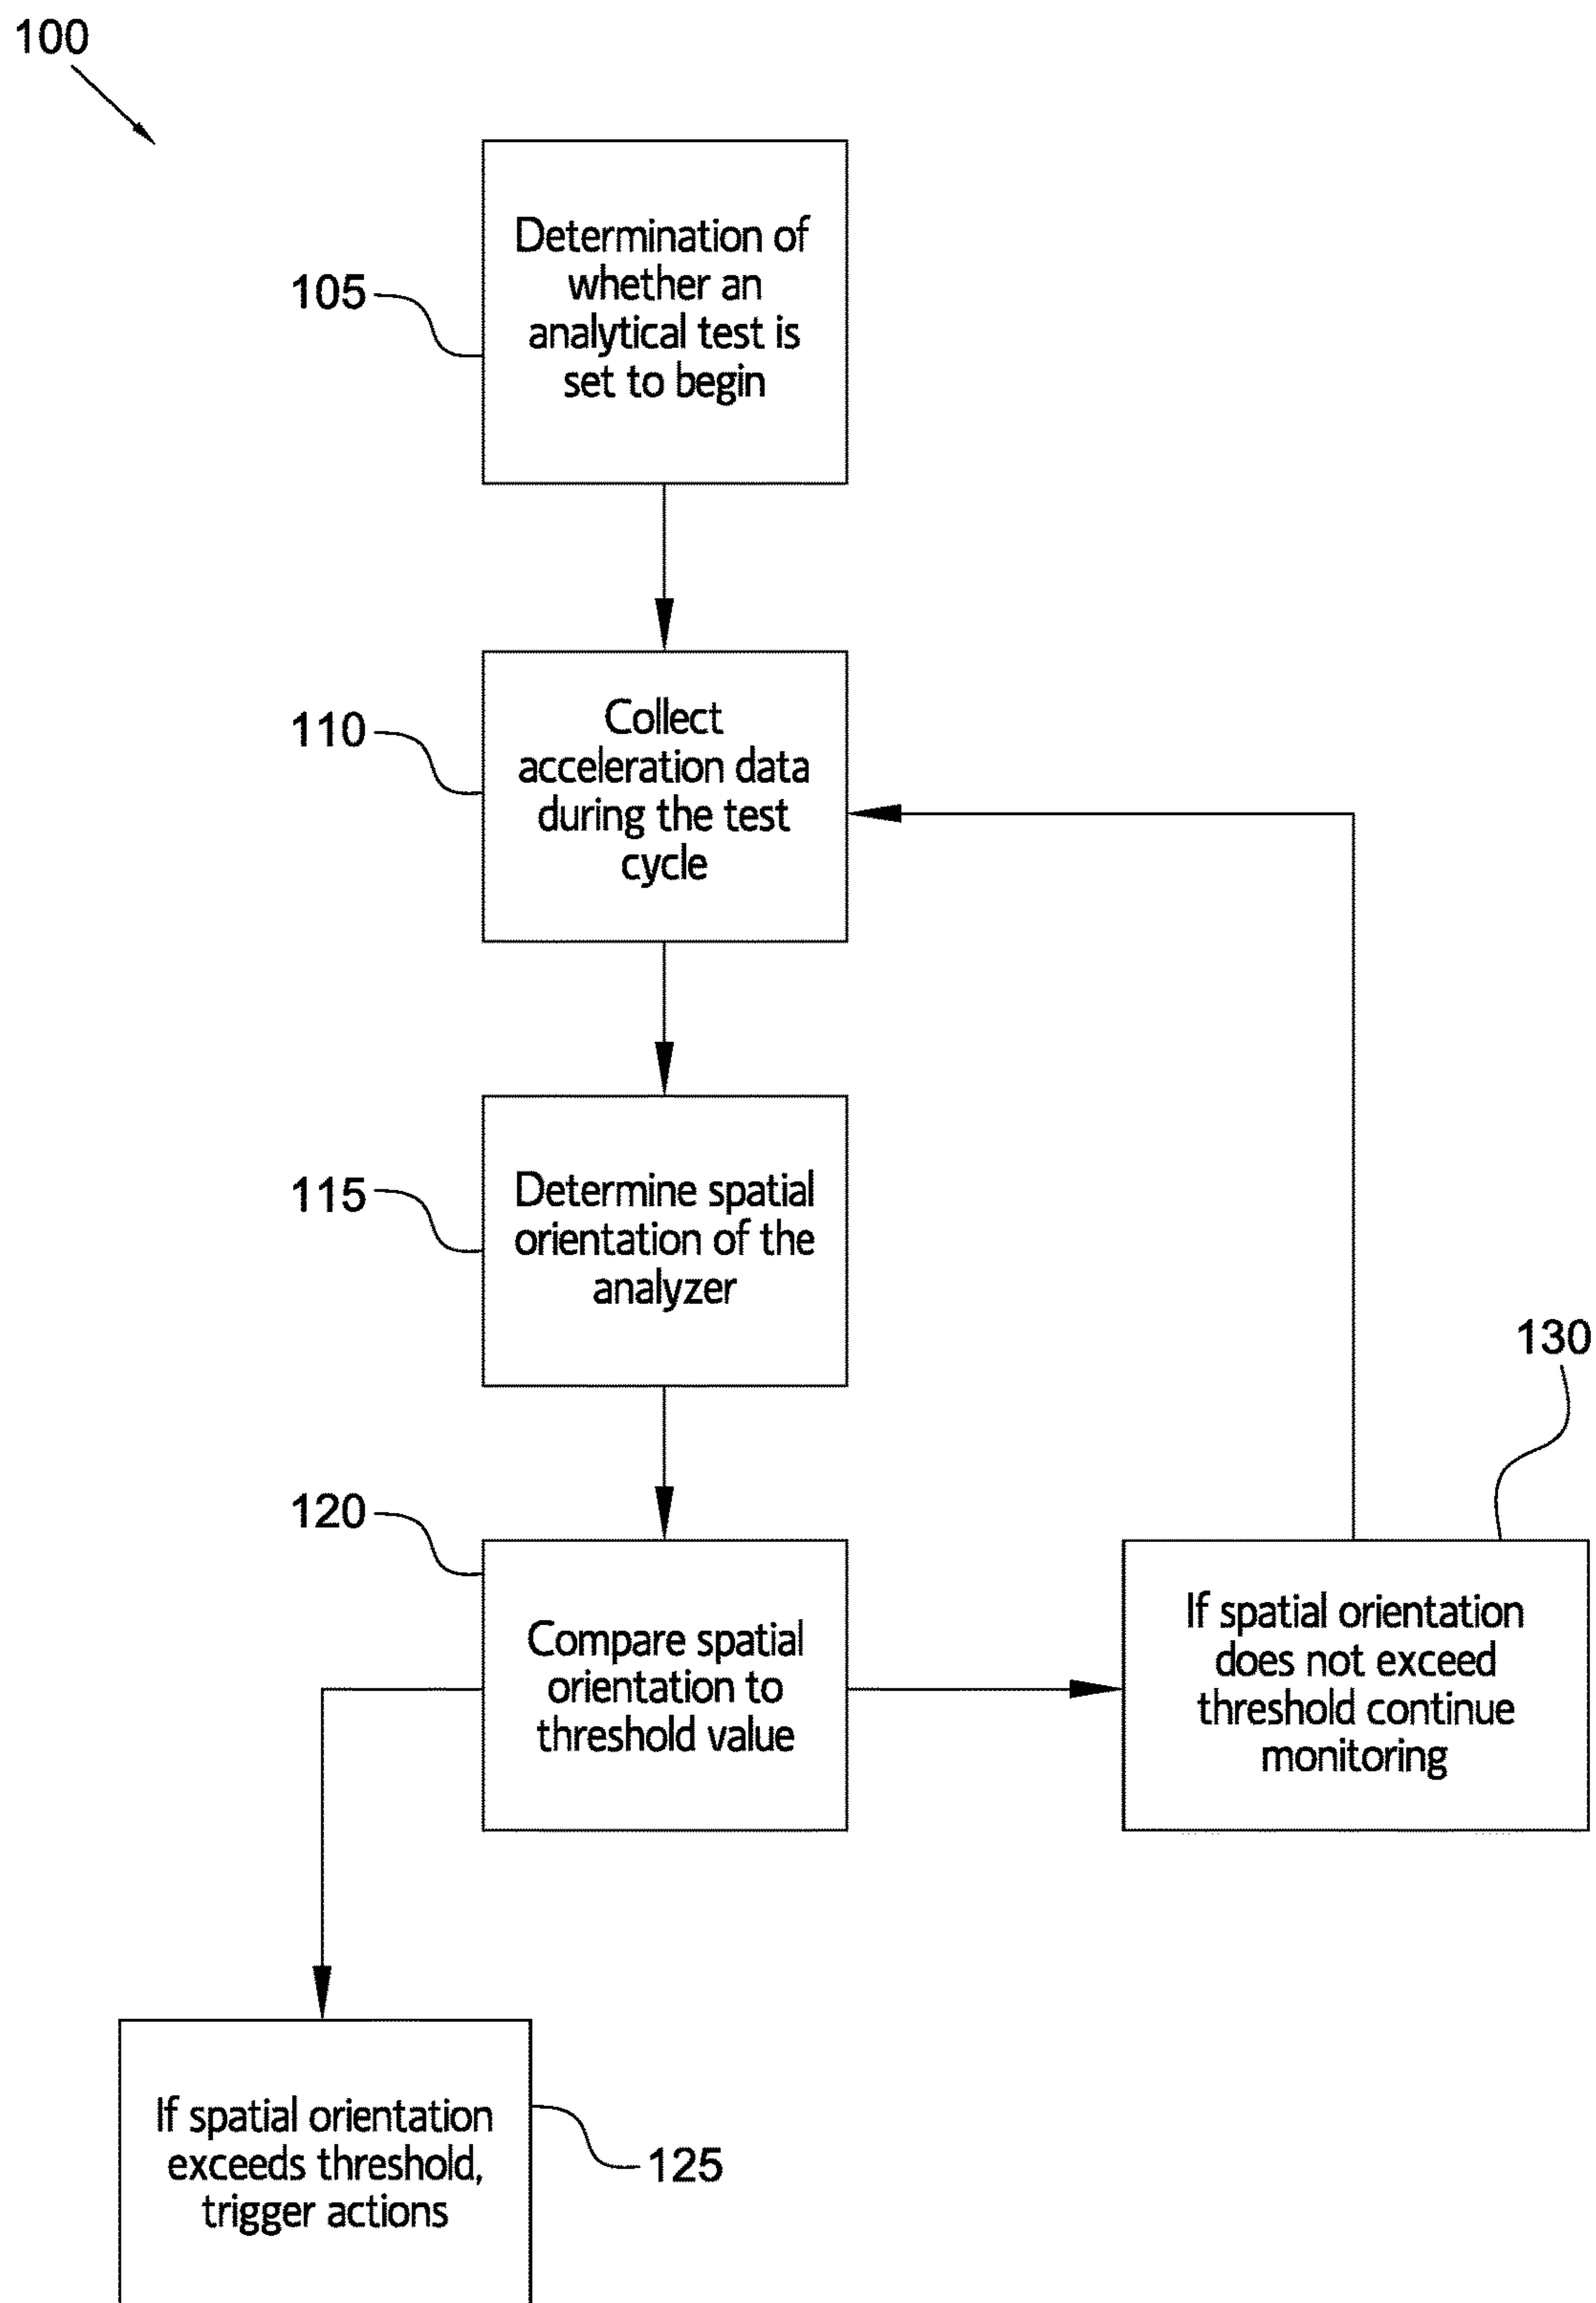 100
Determination of
whether an
analytical test is
set to begin
105
Collect
acceleration data
during the test
cycle
110
Determine spatial
orientation of the
analyzer
115
130
120
Compare spatial
orientation to
threshold value
If spatial orientation
does not exceed
threshold continue
monitoring
If spatial orientation
exceeds threshold,
trigger actions
125